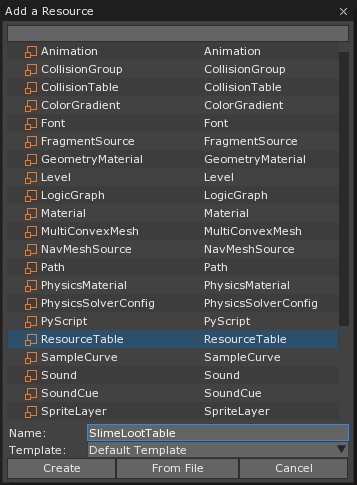 Add a Resource
Animation Animation
CollisionGroup CollisionGroup
CollisionTable CollisionTable
ColorGradient ColorGradient
Font Font
FragmentSource FragmentSource
GeometryMaterial GeometryMaterial
Level Level
LogicGraph LogicGraph
Material Material
MultiConvexMesh MultiConvexMesh
NavMeshSource NavMeshSource
Path Path
PhysicsMaterial PhysicsMaterial
PhysicsSolverConfig PhysicsSolverConfig
PyScript PyScript
ResourceTable ResourceTable
SampleCurve SampleCurve
Sound Sound
SoundCue SoundCue
SpriteLayer SpriteLayer
Name: SlimeLootTable
Template: Default Template
Create From File Cancel